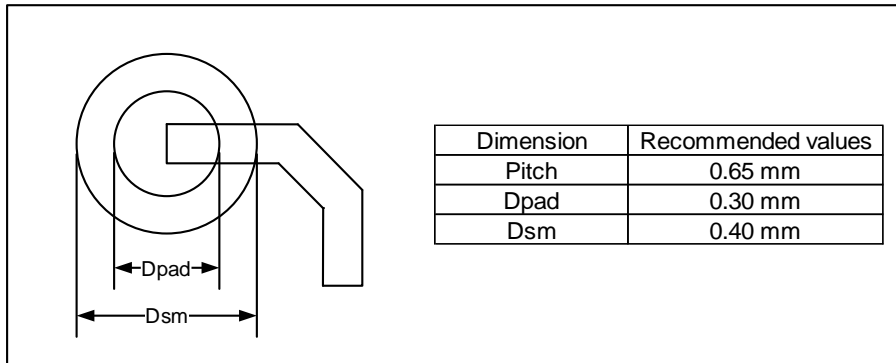 Dpad
Dsm
Dimension Recommended values
Pitch 0.65 mm
Dpad 0.30 mm
Dsm 0.40 mm